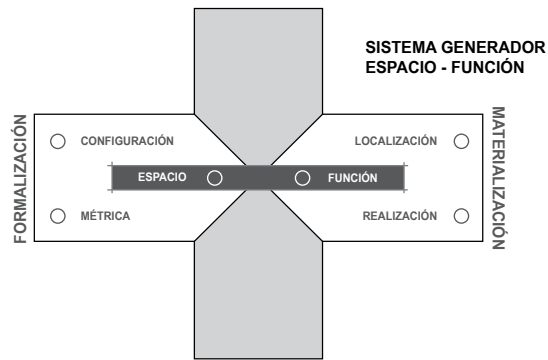 SISTEMA GENERADOR
ESPACIO - FUNCIÓN
FORMALIZACIÓN
CONFIGURACIÓN
LOCALIZACIÓN
MATERIALIZACIÓN
ESPACIO
FUNCIÓN
MÉTRICA
REALIZACIÓN